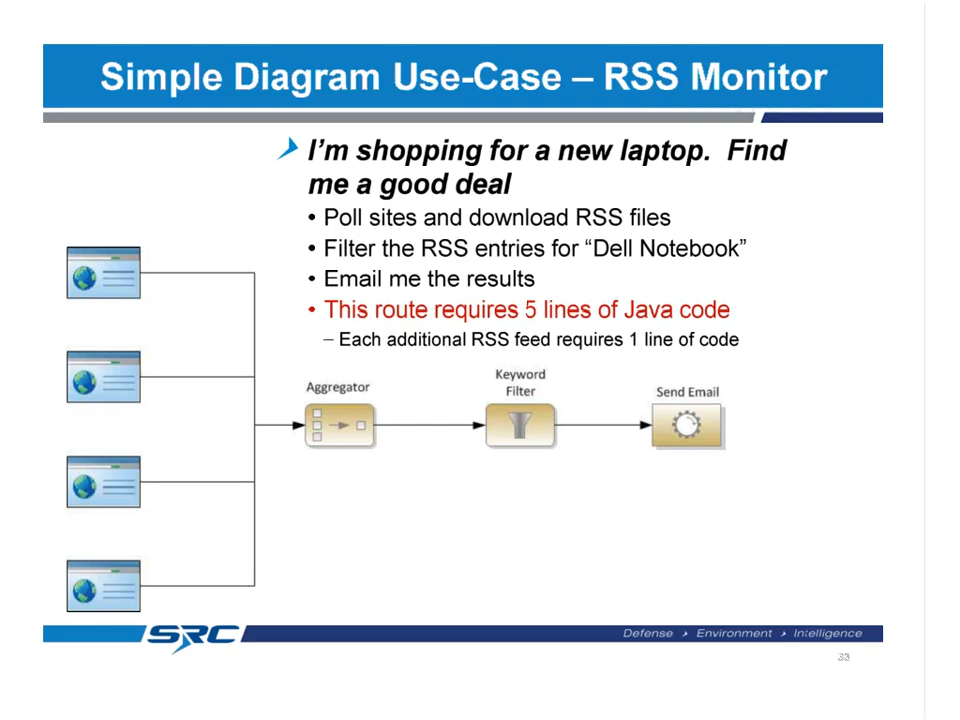 Simple Diagram Use-Case – RSS Monitor
I'm shopping for a new laptop. Find
me a good deal
• Poll sites and download RSS files
• Filter the RSS entries for “Dell Notebook”
• Email me the results
• This route requires 5 lines of Java code
– Each additional RSS feed requires 1 line of code
Aggregator
Keyword
Filter
Send Email
SRC
Defense Environment Intelligence
33